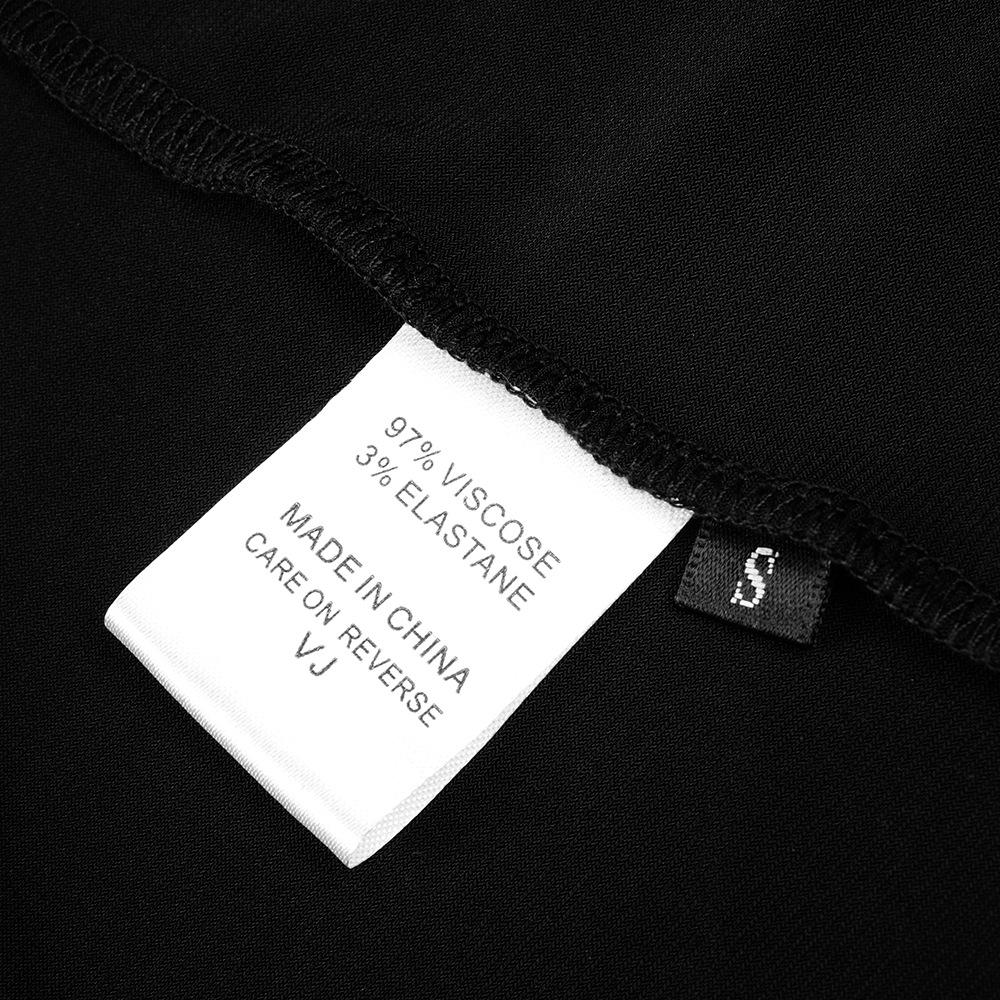 97% VISCOSE
3% ELASTANE
MADE IN CHINA
CARE ON REVERSE
VJ
S